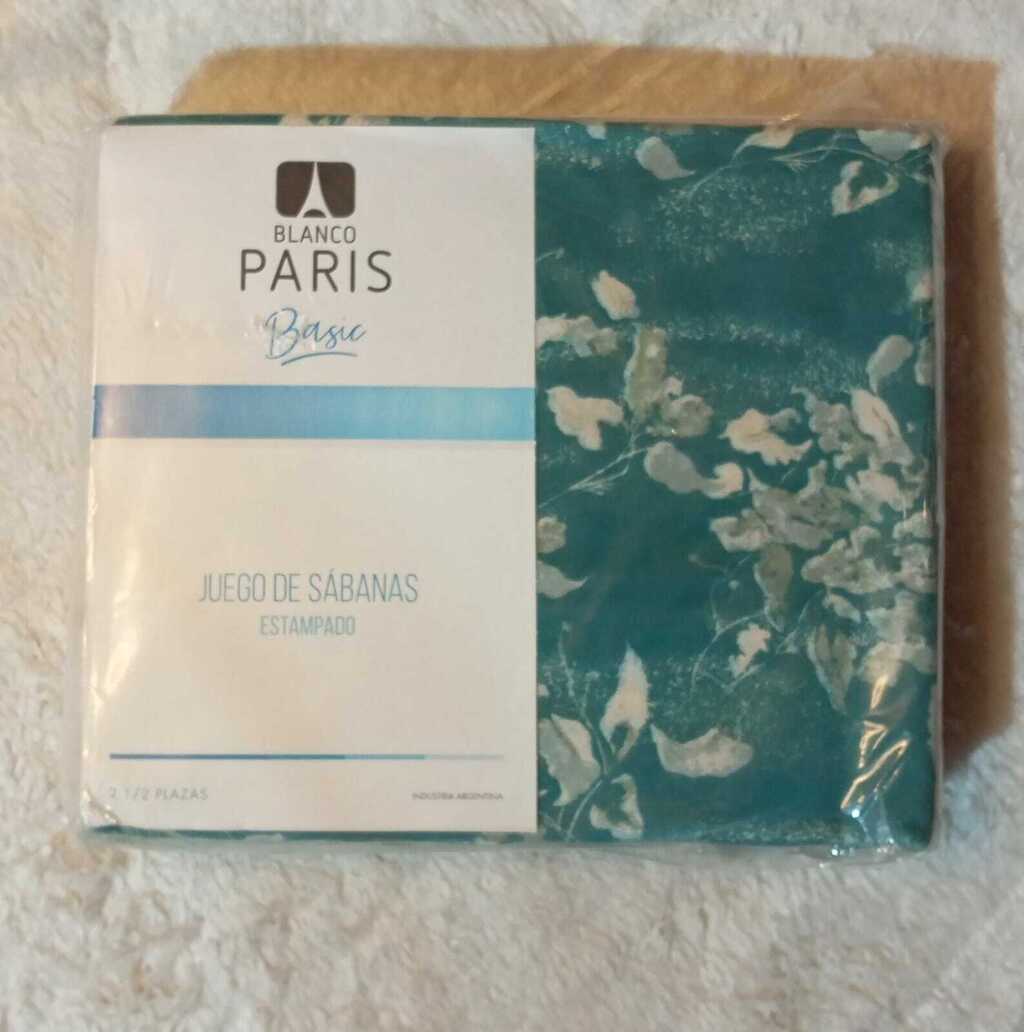 BLANCO
PARIS
Basic
JUEGO DE SÁBANAS
ESTAMPADO
2 1/2 PLAZAS
INDUSTRIA ARGENTINA